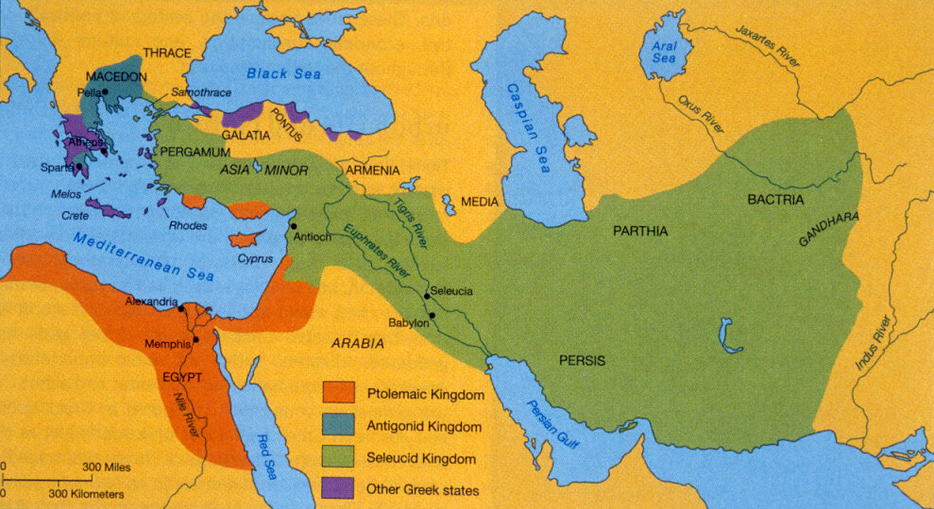 THRACE
MACEDON
Pella
Samothrace
Black Sea
Aral
Sea
Jaxartes River
Oxus River
Caspian Sea
PONTUS
GALATIA
Athens
PERGAMUM
Sparta
ASIA MINOR
ARMENIA
MEDIA
Melos
Crete
Rhodes
Tigris River
BACTRIA
PARTHIA
GANDHARA
Antioch
Euphrates River
Mediterranean Sea
Cyprus
Seleucia
Alexandria
Babylon
Memphis
ARABIA
PERSIS
Indus River
EGYPT
Nile River
Red Sea
Persian Gulf
Ptolemaic Kingdom
Antigonid Kingdom
Seleucid Kingdom
Other Greek states
0 300 Miles
0 300 Kilometers